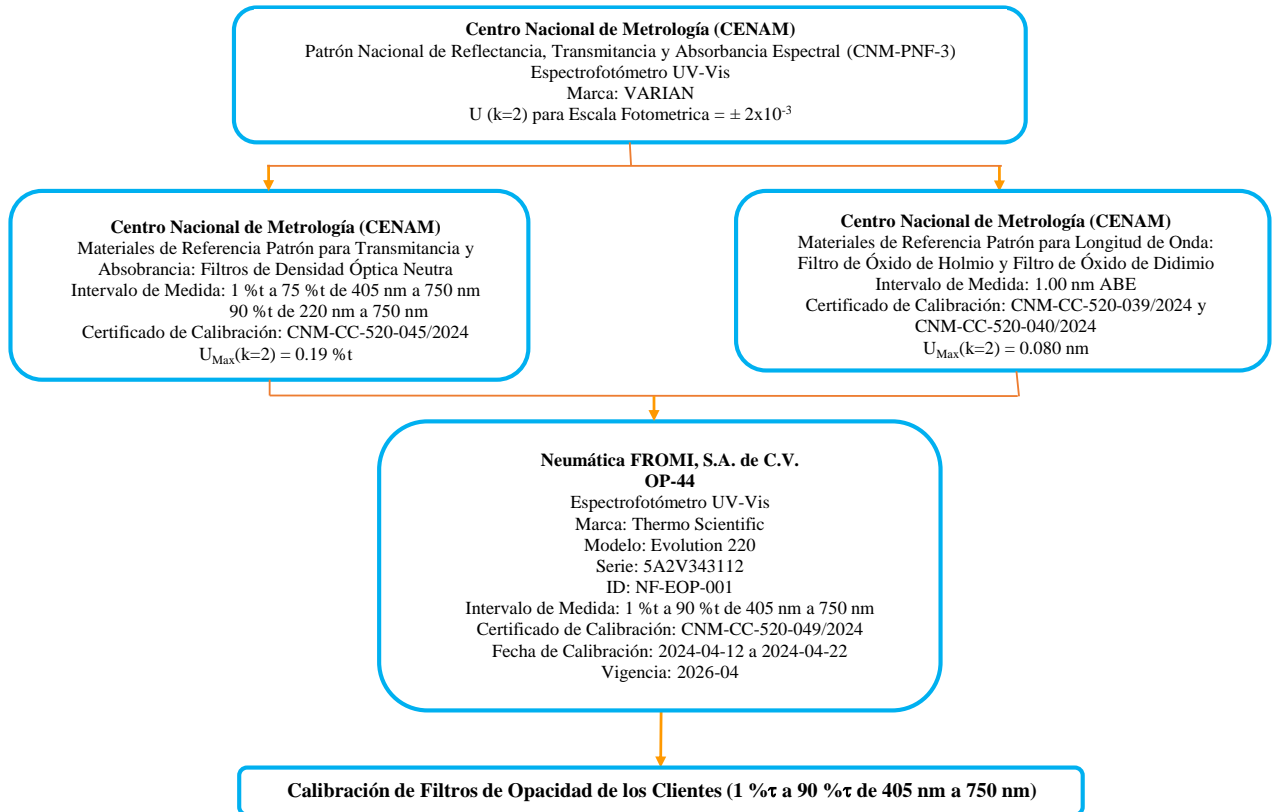 Centro Nacional de Metrología (CENAM)
Patrón Nacional de Reflectancia, Transmitancia y Absorbancia Espectral (CNM-PNF-3)
Espectrofotómetro UV-Vis
Marca: VARIAN
U (k=2) para Escala Fotometrica = ± 2x10⁻³
Centro Nacional de Metrología (CENAM)
Materiales de Referencia Patrón para Transmitancia y
Absobrancia: Filtros de Densidad Óptica Neutra
Intervalo de Medida: 1 %t a 75 %t de 405 nm a 750 nm
90 %t de 220 nm a 750 nm
Certificado de Calibración: CNM-CC-520-045/2024
U_Max(k=2) = 0.19 %t
Centro Nacional de Metrología (CENAM)
Materiales de Referencia Patrón para Longitud de Onda:
Filtro de Óxido de Holmio y Filtro de Óxido de Didimio
Intervalo de Medida: 1.00 nm ABE
Certificado de Calibración: CNM-CC-520-039/2024 y
CNM-CC-520-040/2024
U_Max(k=2) = 0.080 nm
Neumática FROMI, S.A. de C.V.
OP-44
Espectrofotómetro UV-Vis
Marca: Thermo Scientific
Modelo: Evolution 220
Serie: 5A2V343112
ID: NF-EOP-001
Intervalo de Medida: 1 %t a 90 %t de 405 nm a 750 nm
Certificado de Calibración: CNM-CC-520-049/2024
Fecha de Calibración: 2024-04-12 a 2024-04-22
Vigencia: 2026-04
Calibración de Filtros de Opacidad de los Clientes (1 %τ a 90 %τ de 405 nm a 750 nm)